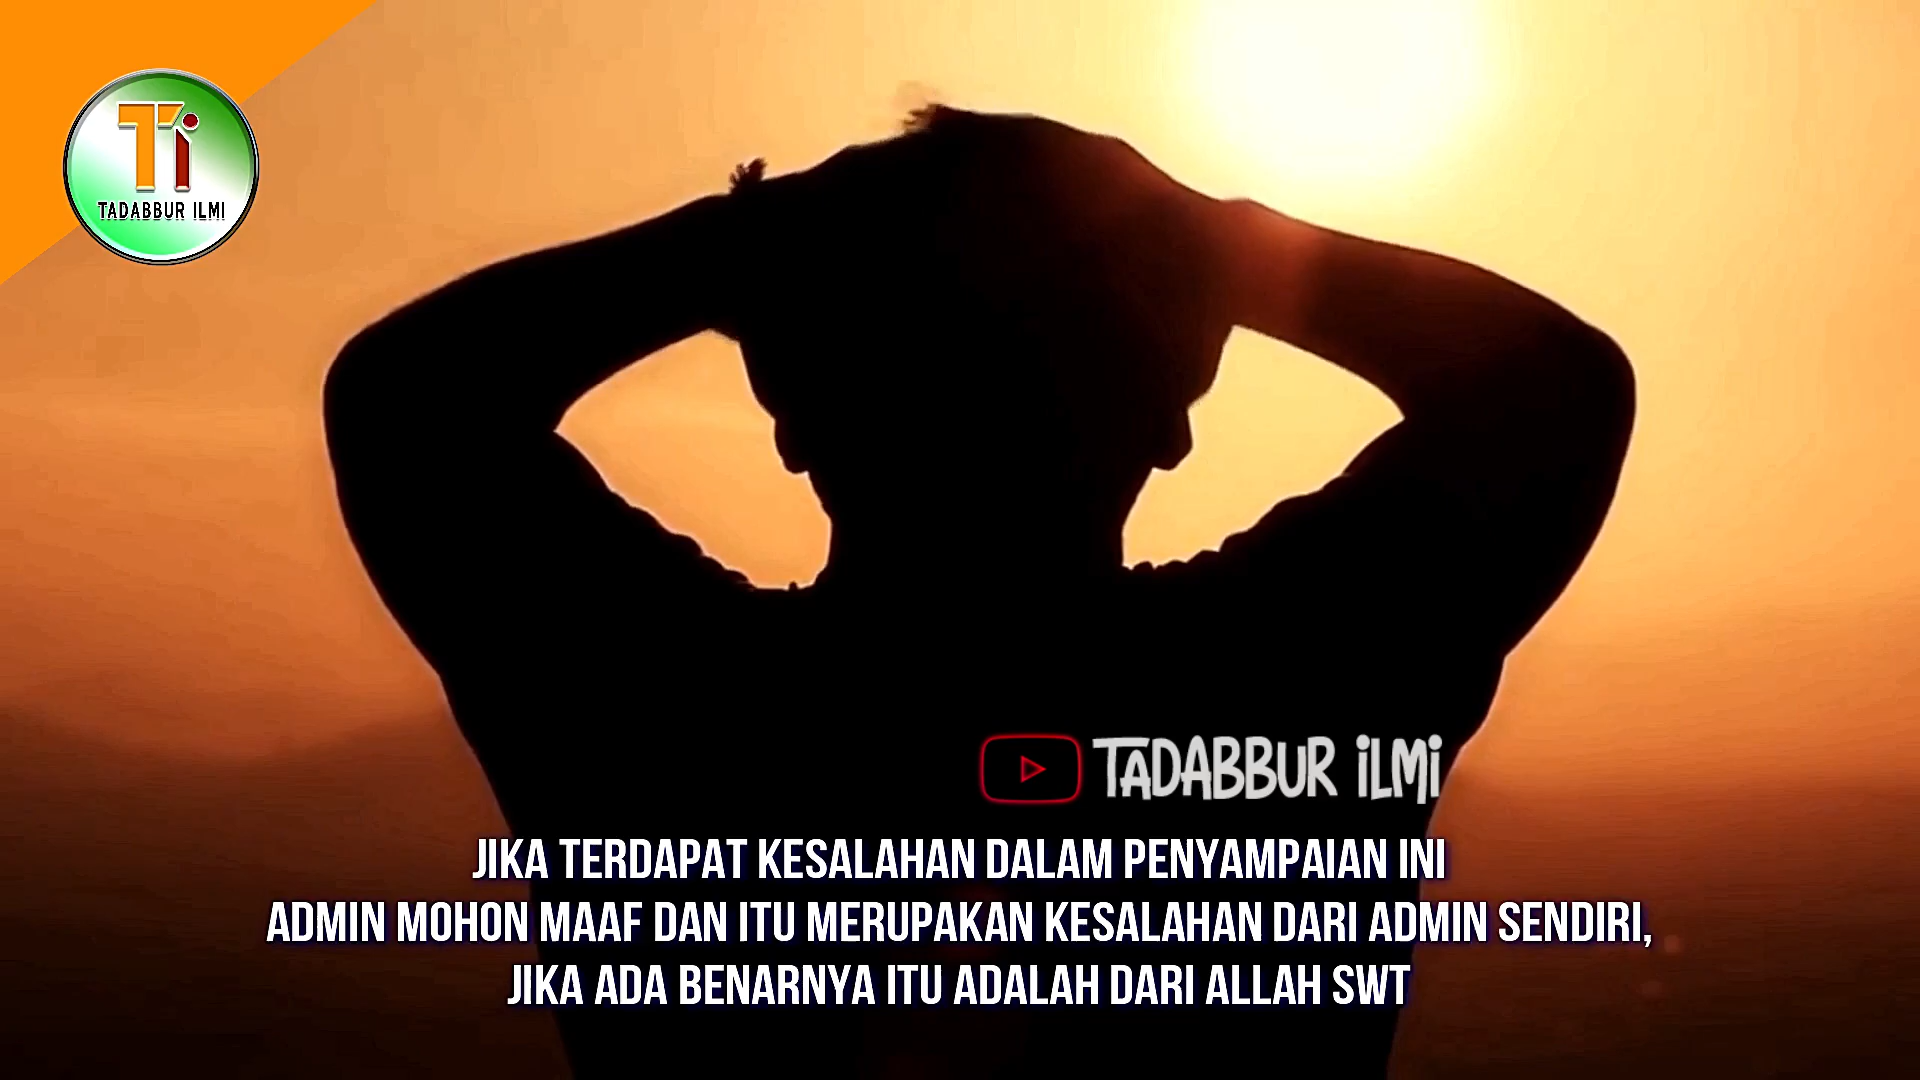 Ti
TADABBUR ILMI
TADABBUR iLMi
JIKA TERDAPAT KESALAHAN DALAM PENYAMPAIAN INI
ADMIN MOHON MAAF DAN ITU MERUPAKAN KESALAHAN DARI ADMIN SENDIRI,
JIKA ADA BENARNYA ITU ADALAH DARI ALLAH SWT